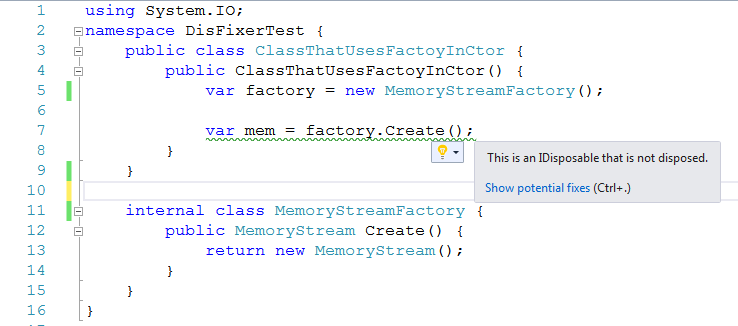 1 using System.IO;
2 namespace DisFixerTest {
3 public class ClassThatUsesFactoyInCtor {
4 public ClassThatUsesFactoyInCtor() {
5 var factory = new MemoryStreamFactory();
6
7 var mem = factory.Create();
8 }
This is an IDisposable that is not disposed.
Show potential fixes (Ctrl+.)
9 }
10
11 internal class MemoryStreamFactory {
12 public MemoryStream Create() {
13 return new MemoryStream();
14 }
15 }
16 }